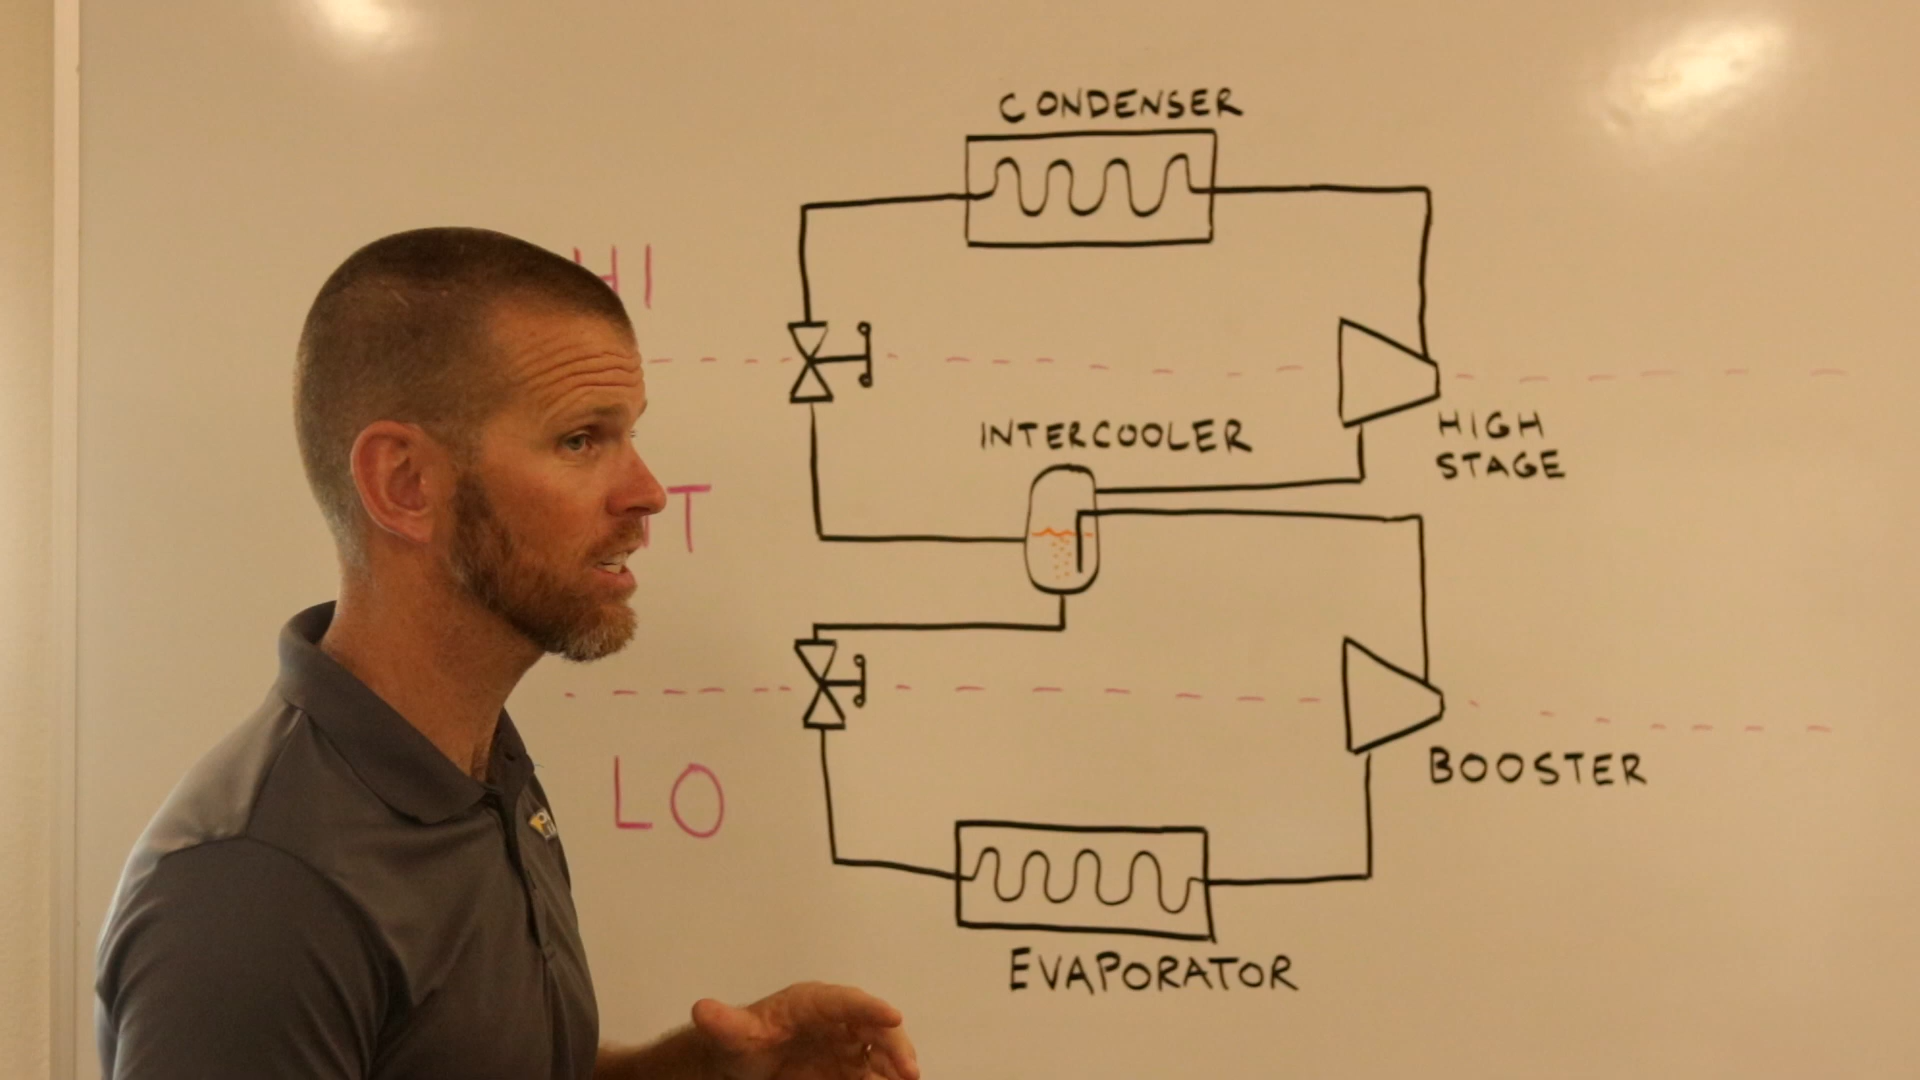 CONDENSER
HI
INTERCOOLER
HIGH
STAGE
T
LO
BOOSTER
EVAPORATOR